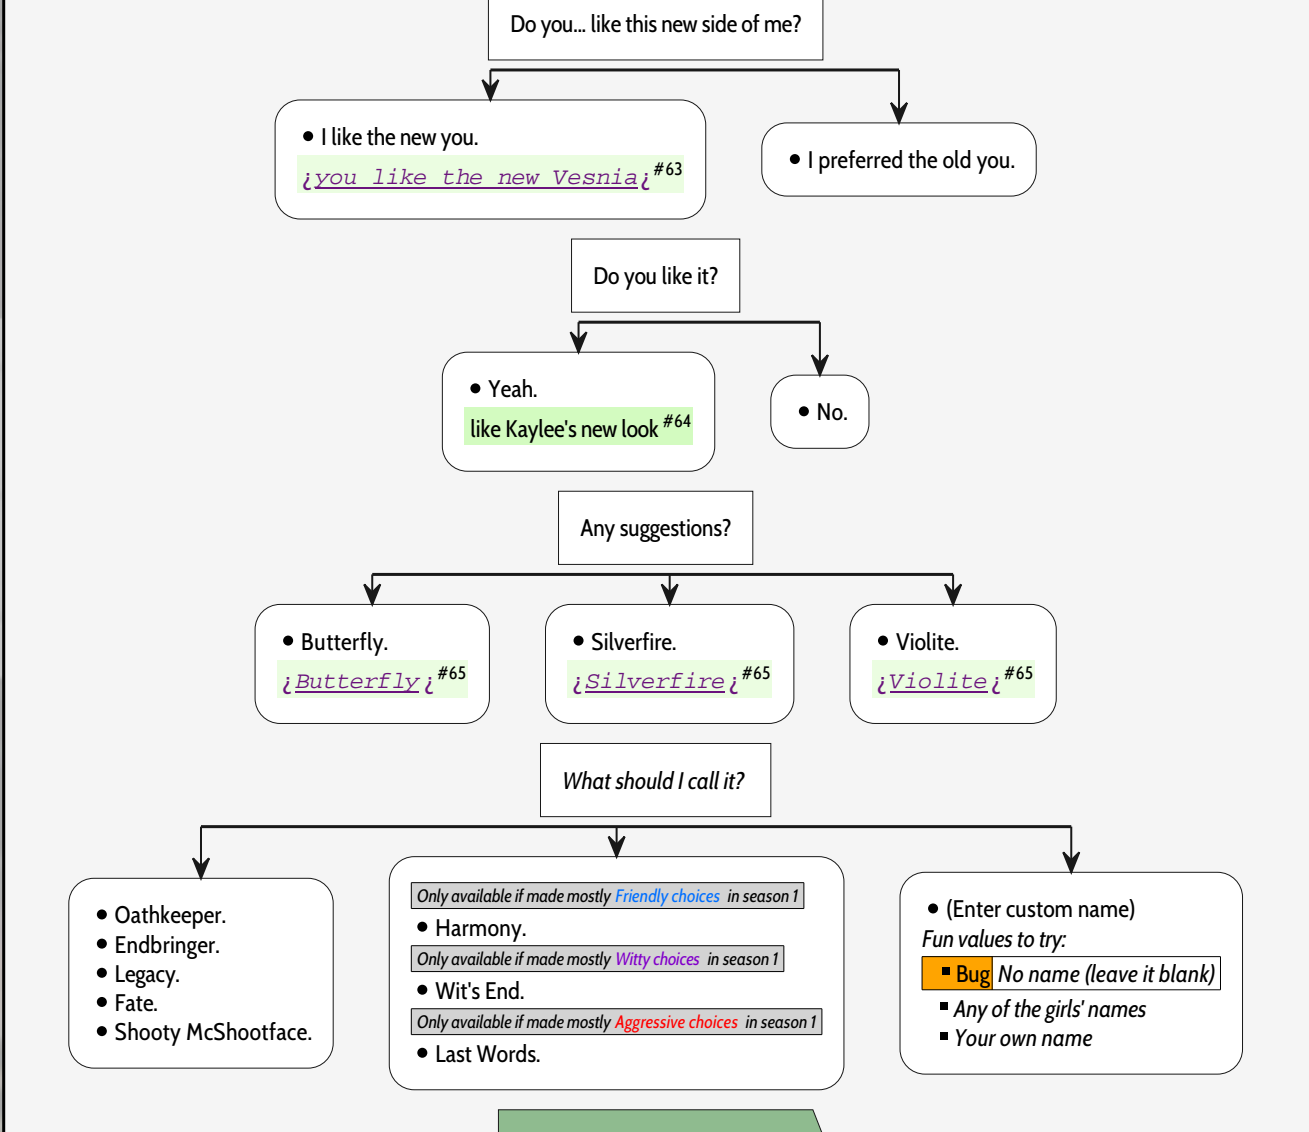 Do you... like this new side of me?
• I like the new you.
¿you like the new Vesnia¿ #63
• I preferred the old you.
Do you like it?
• Yeah.
like Kaylee's new look #64
• No.
Any suggestions?
• Butterfly.
¿Butterfly¿ #65
• Silverfire.
¿Silverfire¿ #65
• Violite.
¿Violite¿ #65
What should I call it?
• Oathkeeper.
• Endbringer.
• Legacy.
• Fate.
• Shooty McShootface.
Only available if made mostly Friendly choices in season 1
• Harmony.
Only available if made mostly Witty choices in season 1
• Wit's End.
Only available if made mostly Aggressive choices in season 1
• Last Words.
• (Enter custom name)
Fun values to try:
▪ Bug No name (leave it blank)
▪ Any of the girls' names
▪ Your own name